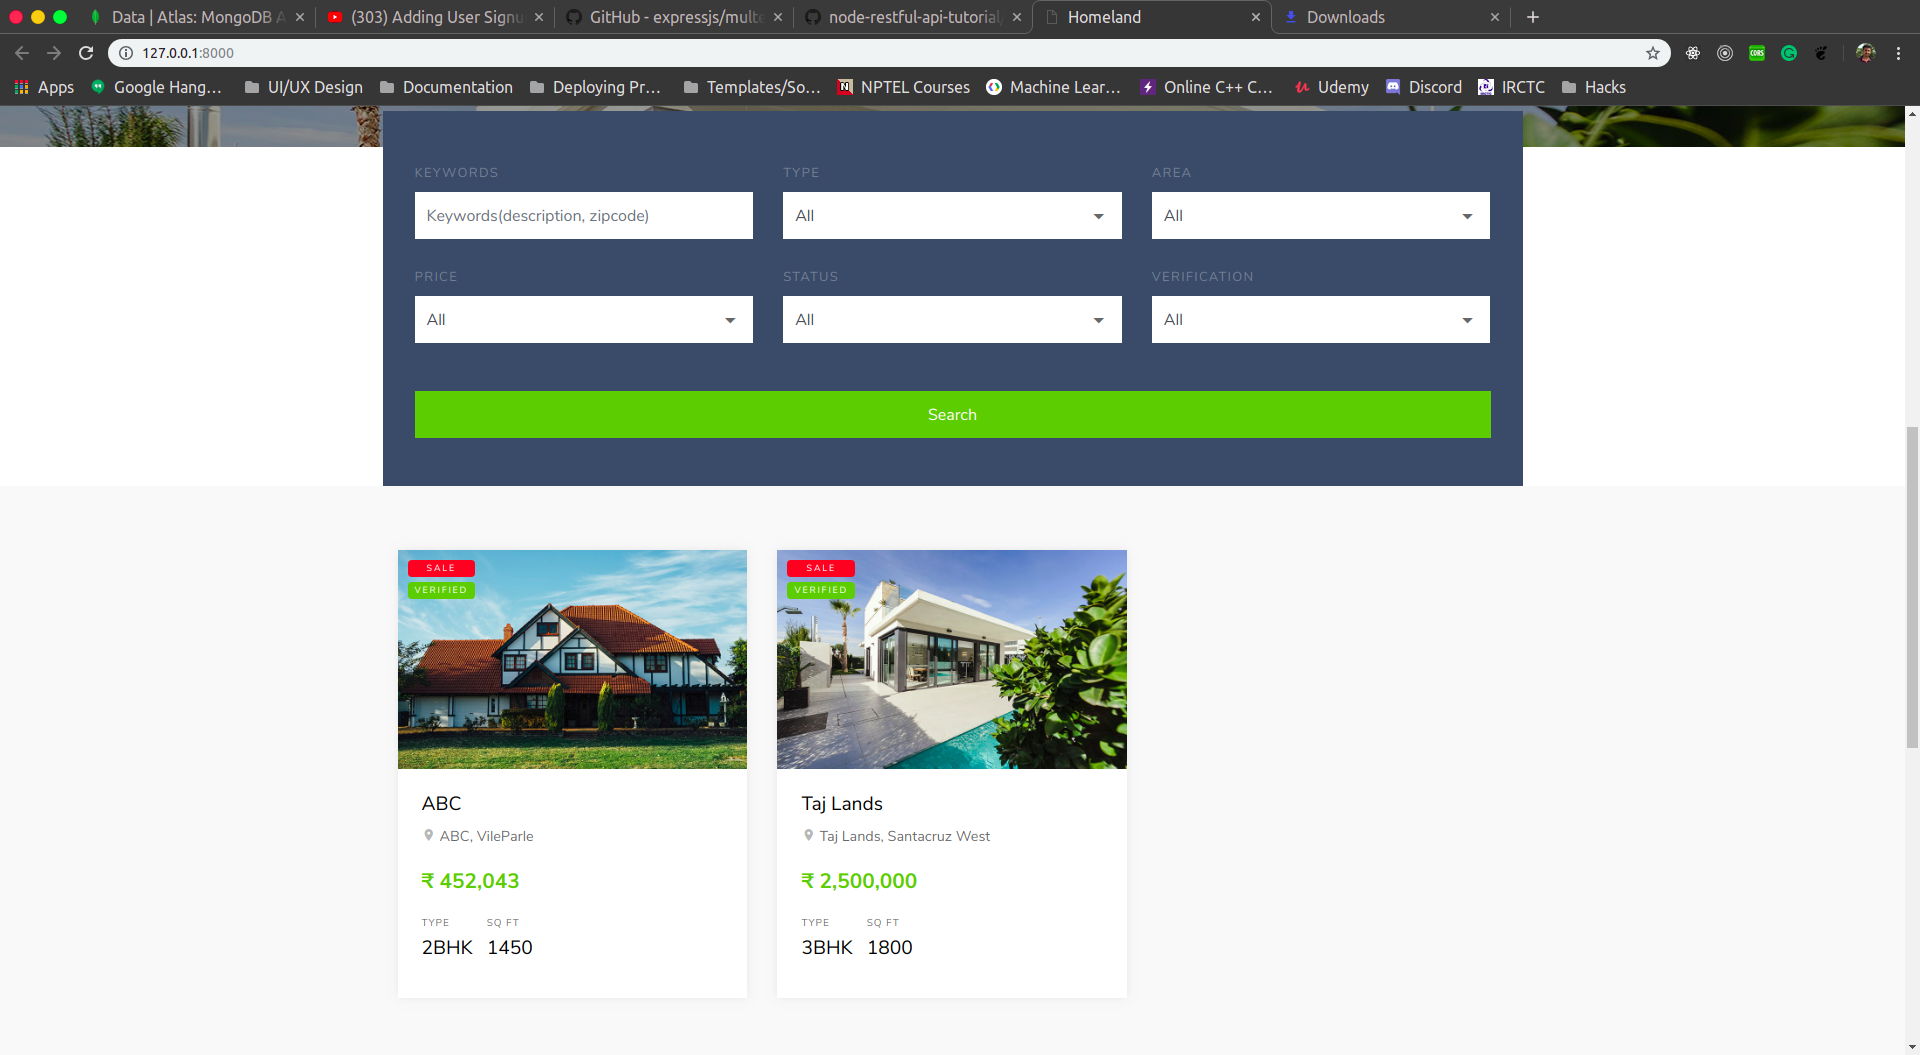 Data | Atlas: MongoDB A
(303) Adding User Signu
GitHub - expressjs/multe
node-restful-api-tutorial
Homeland
Downloads
127.0.0.1:8000
CORS
Apps
Google Hang...
UI/UX Design
Documentation
Deploying Pr...
Templates/So...
NPTEL Courses
Machine Lear...
Online C++ C...
Udemy
Discord
IRCTC
Hacks
KEYWORDS TYPE AREA
Keywords(description, zipcode) All All
PRICE STATUS VERIFICATION
All All All
Search
SALE
VERIFIED
ABC
ABC, VileParle
₹ 452,043
TYPE SQ FT
2BHK 1450
SALE
VERIFIED
Taj Lands
Taj Lands, Santacruz West
₹ 2,500,000
TYPE SQ FT
3BHK 1800